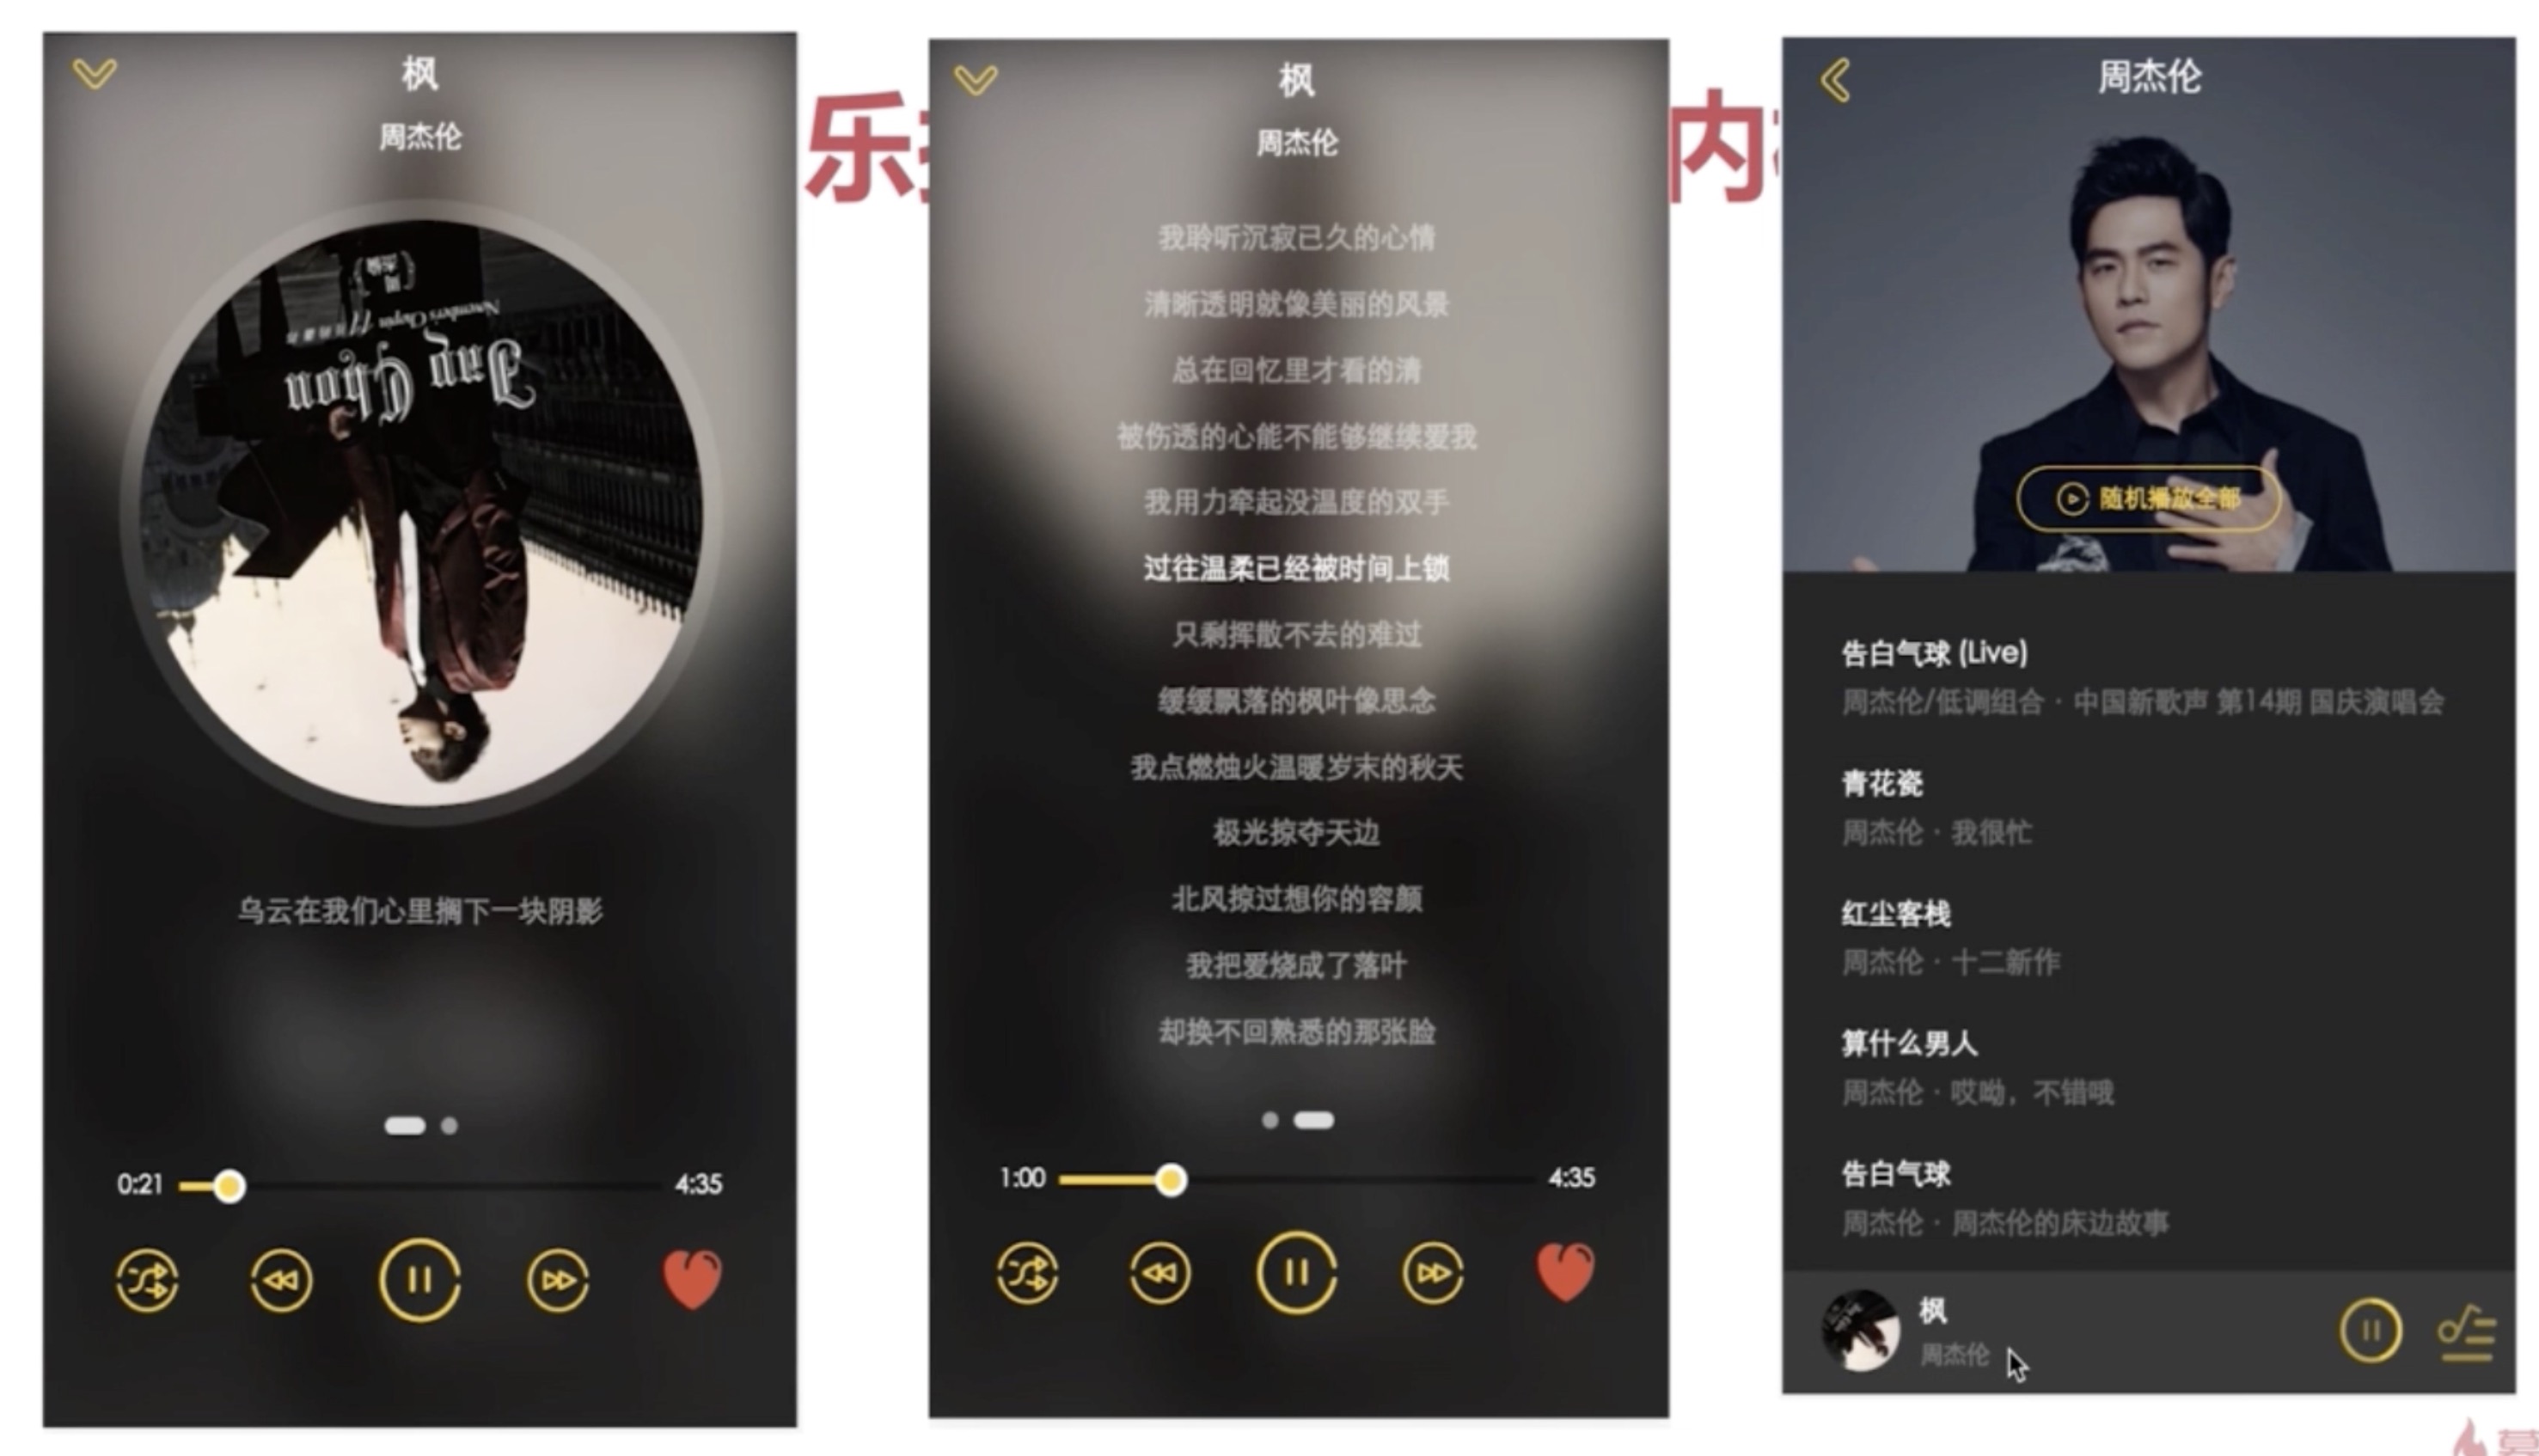 枫
周杰伦
Jay Chou
November's Chopin
乌云在我们心里搁下一块阴影
0:21
4:35
乐
枫
周杰伦
我聆听沉寂已久的心情
清晰透明就像美丽的风景
总在回忆里才看的清
被伤透的心能不能够继续爱我
我用力牵起没温度的双手
过往温柔已经被时间上锁
只剩挥散不去的难过
缓缓飘落的枫叶像思念
我点燃烛火温暖岁末的秋天
极光掠夺天边
北风掠过想你的容颜
我把爱烧成了落叶
却换不回熟悉的那张脸
1:00
4:35
内
周杰伦
随机播放全部
告白气球 (Live)
周杰伦/低调组合 · 中国新歌声 第14期 国庆演唱会
青花瓷
周杰伦 · 我很忙
红尘客栈
周杰伦 · 十二新作
算什么男人
周杰伦 · 哎呦，不错哦
告白气球
周杰伦 · 周杰伦的床边故事
枫
周杰伦